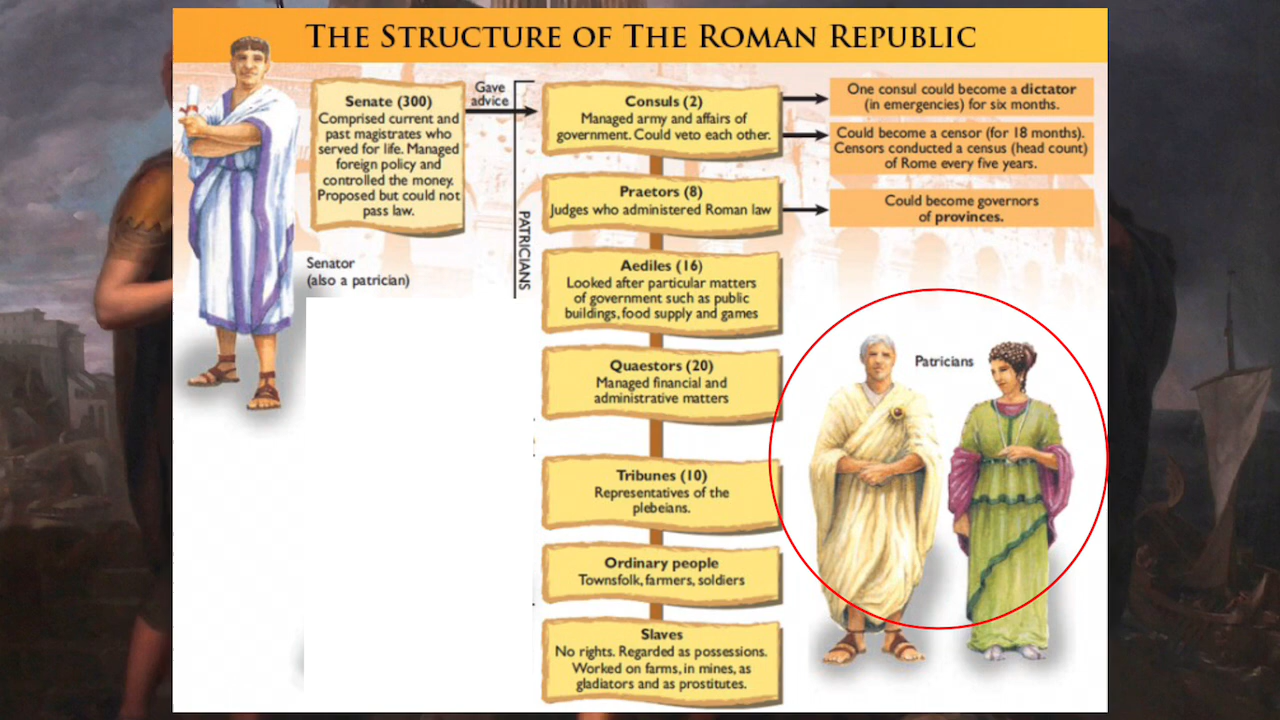 THE STRUCTURE OF THE ROMAN REPUBLIC
Senate (300)
Comprised current and
past magistrates who
served for life. Managed
foreign policy and
controlled the money.
Proposed but could not
pass law.
Gave
advice
Senator
(also a patrician)
PATRICIANS
Consuls (2)
Managed army and affairs of
government. Could veto each other.
One consul could become a dictator
(in emergencies) for six months.
Could become a censor (for 18 months).
Censors conducted a census (head count)
of Rome every five years.
Praetors (8)
Judges who administered Roman law
Could become governors
of provinces.
Aediles (16)
Looked after particular matters
of government such as public
buildings, food supply and games
Quaestors (20)
Managed financial and
administrative matters
Patricians
Tribunes (10)
Representatives of the
plebeians.
Ordinary people
Townsfolk, farmers, soldiers
Slaves
No rights. Regarded as possessions.
Worked on farms, in mines, as
gladiators and as prostitutes.